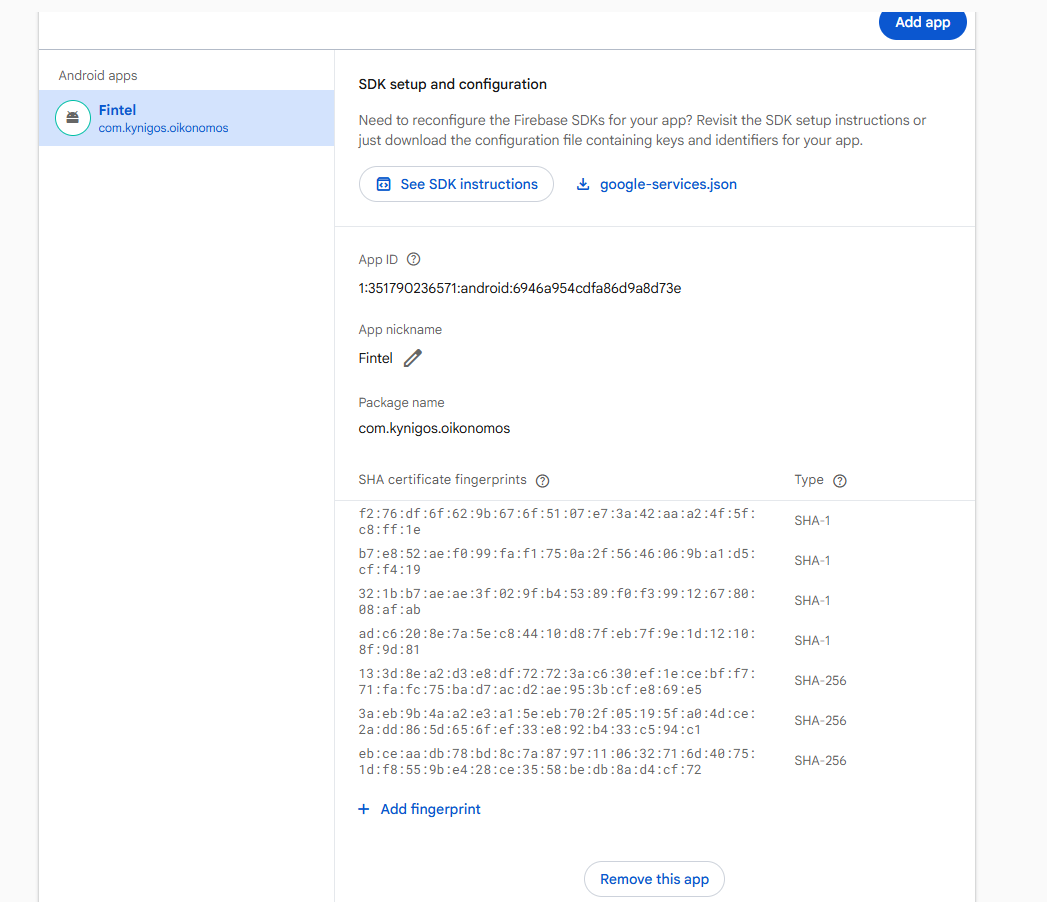 Add app
Android apps
Fintel
com.kynigos.oikonomos
SDK setup and configuration
Need to reconfigure the Firebase SDKs for your app? Revisit the SDK setup instructions or
just download the configuration file containing keys and identifiers for your app.
See SDK instructions
google-services.json
App ID
1:351790236571:android:6946a954cdfa86d9a8d73e
App nickname
Fintel
Package name
com.kynigos.oikonomos
SHA certificate fingerprints
Type
f2:76:df:6f:62:9b:67:6f:51:07:e7:3a:42:aa:a2:4f:5f:
c8:ff:1e
SHA-1
b7:e8:52:ae:f0:99:fa:f1:75:0a:2f:56:46:06:9b:a1:d5:
cf:f4:19
SHA-1
32:1b:b7:ae:ae:3f:02:9f:b4:53:89:f0:f3:99:12:67:80:
08:af:ab
SHA-1
ad:c6:20:8e:7a:5e:c8:44:10:d8:7f:eb:7f:9e:1d:12:10:
8f:9d:81
SHA-1
13:3d:8e:a2:d3:e8:df:72:72:3a:c6:30:ef:1e:ce:bf:f7:
71:fa:fc:75:ba:d7:ac:d2:ae:95:3b:cf:e8:69:e5
SHA-256
3a:eb:9b:4a:a2:e3:a1:5e:eb:70:2f:05:19:5f:a0:4d:ce:
2a:dd:86:5d:65:6f:ef:33:e8:92:b4:33:c5:94:c1
SHA-256
eb:ce:aa:db:78:bd:8c:7a:87:97:11:06:32:71:6d:40:75:
1d:f8:55:9b:e4:28:ce:35:58:be:db:8a:d4:cf:72
SHA-256
Add fingerprint
Remove this app